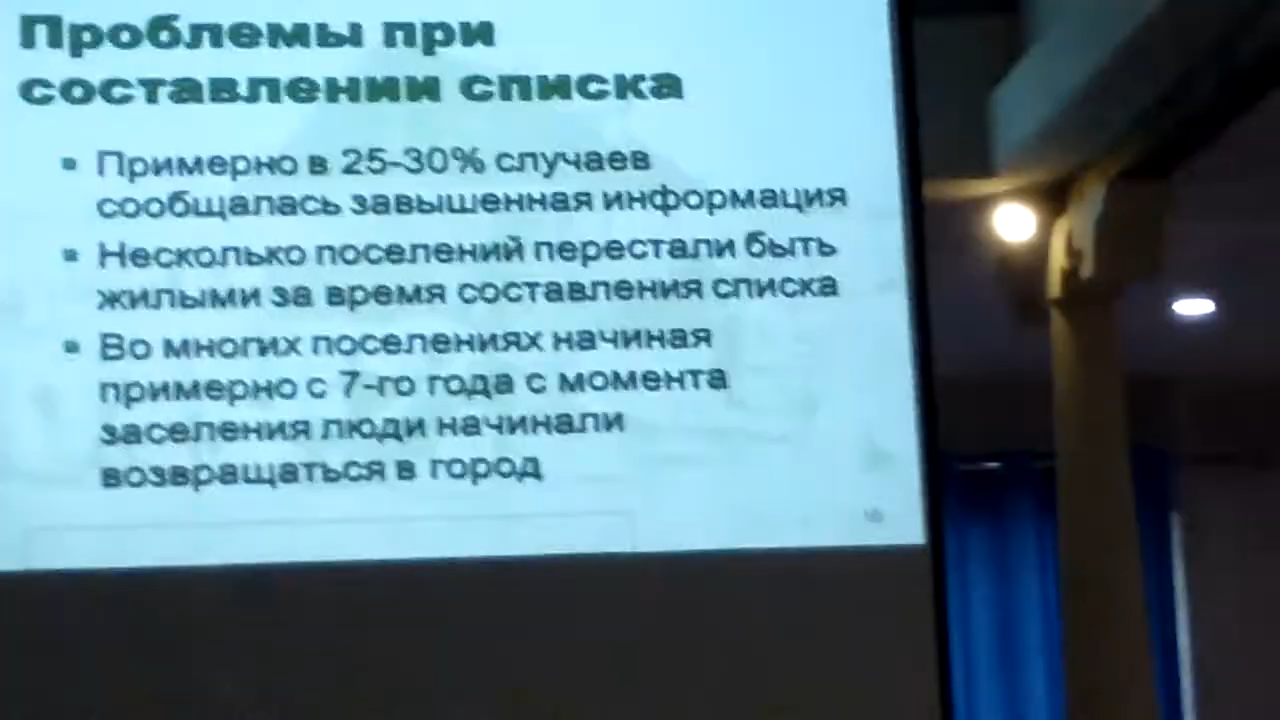 Проблемы при
составлении списка
Примерно в 25-30% случаев
сообщалась завышенная информация
Несколько поселений перестали быть
жилыми за время составления списка
Во многих поселениях начиная
примерно с 7-го года с момента
заселения люди начинали
возвращаться в город